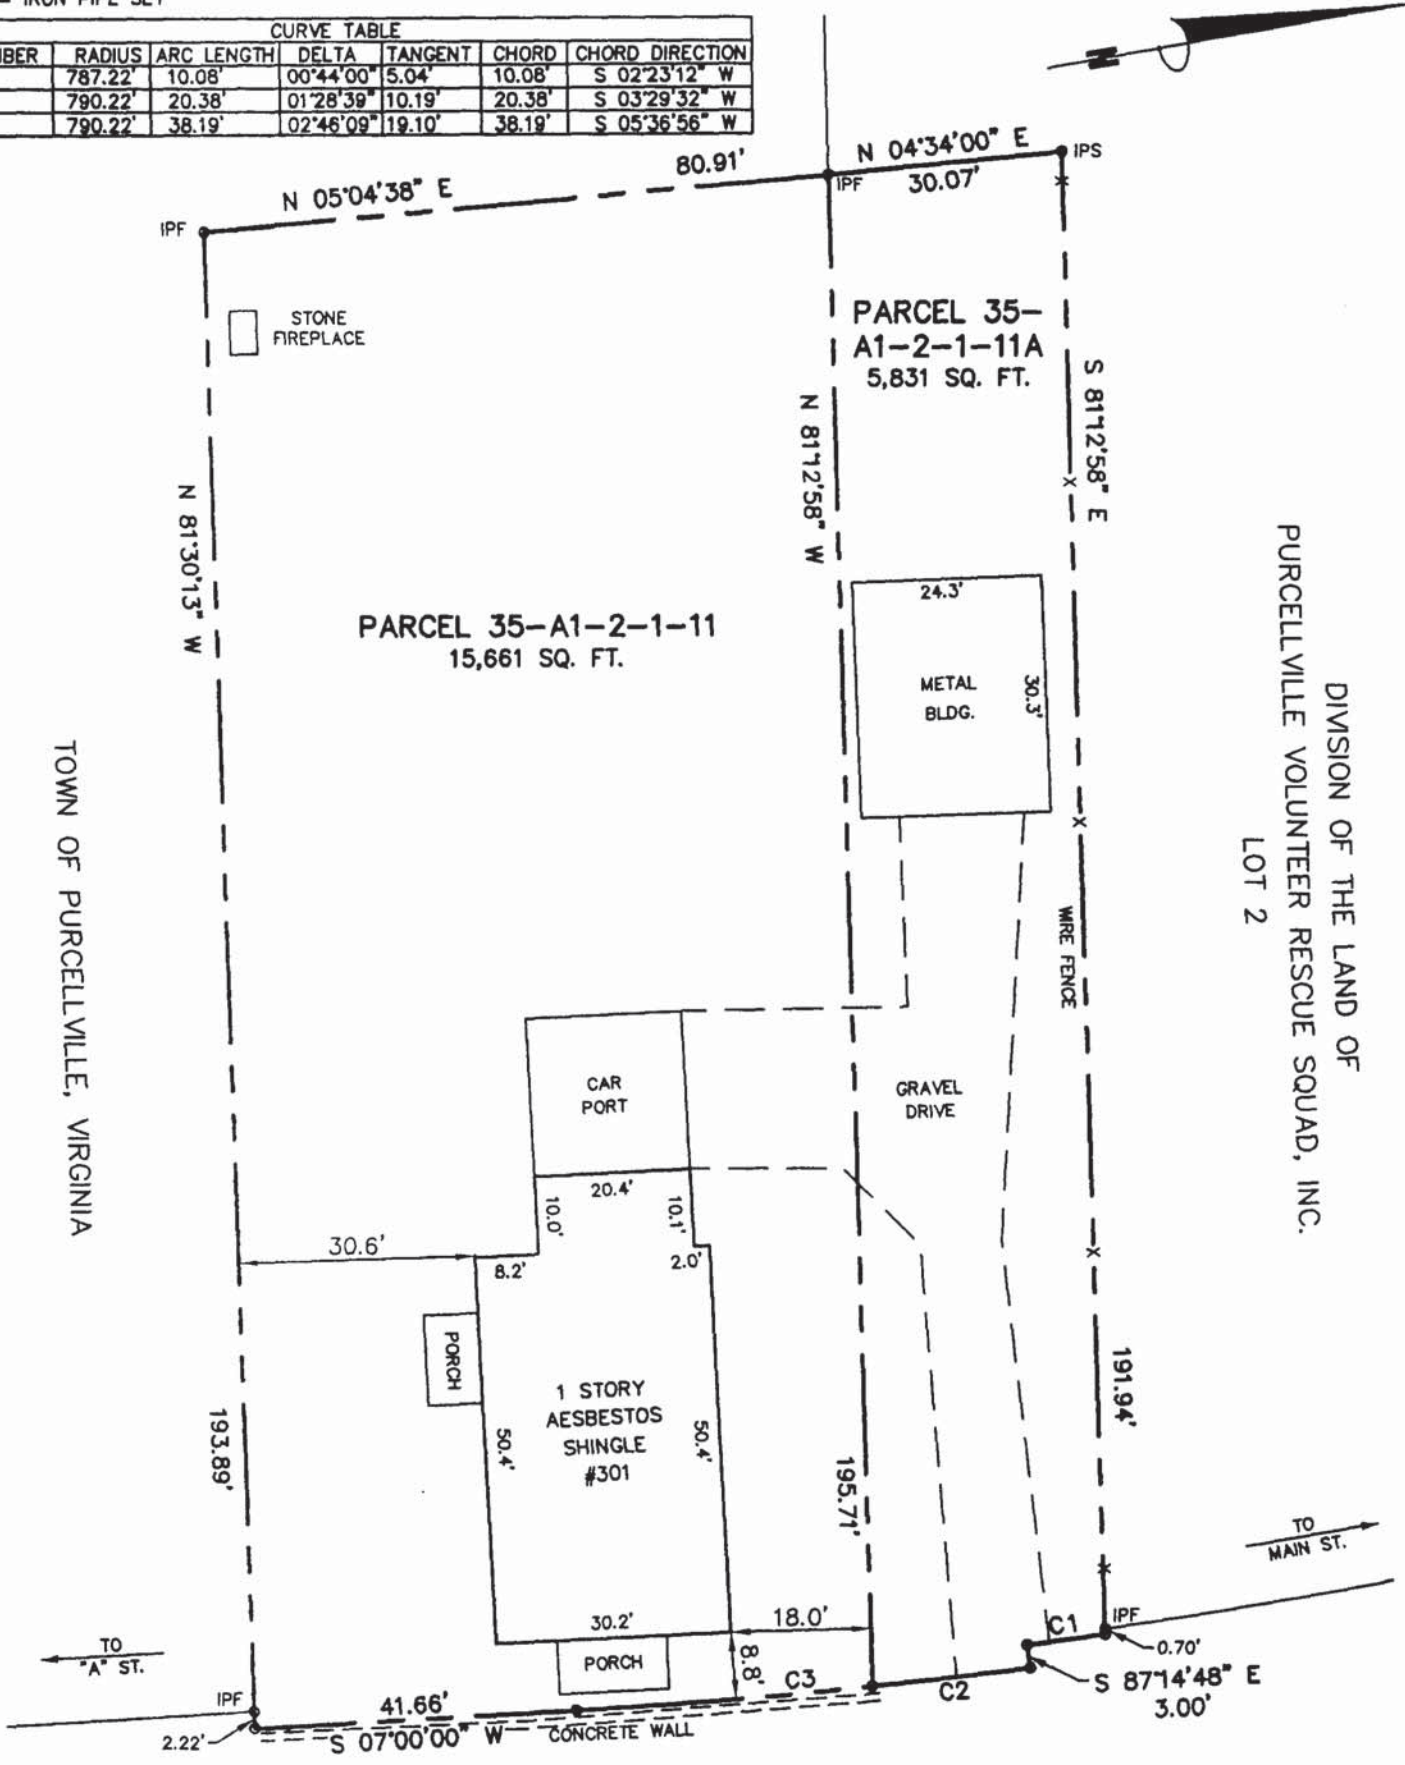 IRON PIPE SET
CURVE TABLE
BER RADIUS ARC LENGTH DELTA TANGENT CHORD CHORD DIRECTION
787.22' 10.08' 00°44'00" 5.04' 10.08' S 02°23'12" W
790.22' 20.38' 01°28'39" 10.19' 20.38' S 03°29'32" W
790.22' 38.19' 02°46'09" 19.10' 38.19' S 05°36'56" W
N
N 05°04'38" E
80.91'
N 04°34'00" E
30.07'
IPS
IPF
IPF
STONE
FIREPLACE
PARCEL 35-
A1-2-1-11A
5,831 SQ. FT.
N 81°30'13" W
N 81°12'58" W
S 81°12'58" E
PARCEL 35-A1-2-1-11
15,661 SQ. FT.
24.3'
METAL
BLDG.
30.3'
DIVISION OF THE LAND OF
PURCELLVILLE VOLUNTEER RESCUE SQUAD, INC.
LOT 2
TOWN OF PURCELLVILLE, VIRGINIA
WIRE FENCE
CAR
PORT
GRAVEL
DRIVE
20.4'
10.0'
10.1'
30.6'
8.2'
2.0'
PORCH
1 STORY
AESBESTOS
SHINGLE
#301
50.4'
50.4'
193.89'
195.71'
191.94'
TO
MAIN ST.
30.2'
18.0'
PORCH
8.8'
C3
C2
C1
IPF
0.70'
S 87°14'48" E
3.00'
TO
"A" ST.
IPF
2.22'
41.66'
S 07°00'00" W
CONCRETE WALL